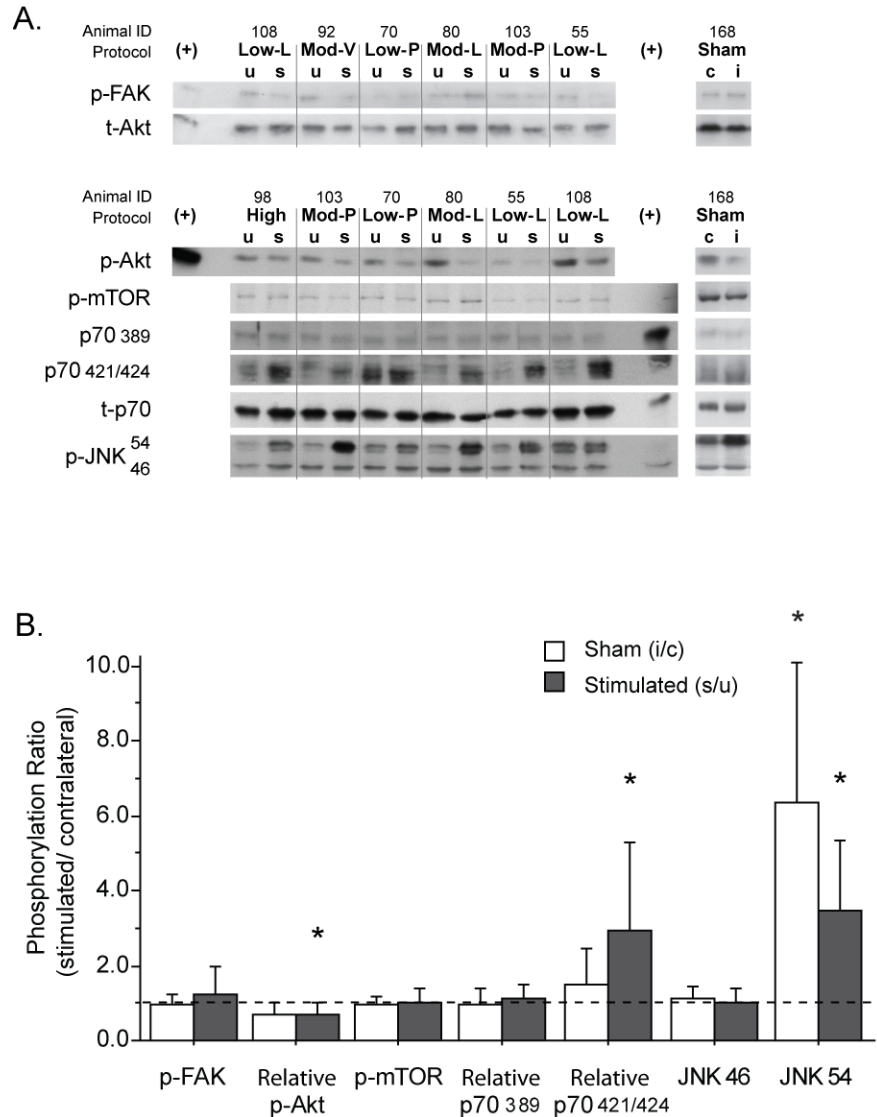 A.
Animal ID 108 92 70 80 103 55 168
Protocol (+) Low-L Mod-V Low-P Mod-L Mod-P Low-L (+) Sham
u s u s u s u s u s u s c i
p-FAK
t-Akt
Animal ID 98 103 70 80 55 108 168
Protocol (+) High Mod-P Low-P Mod-L Low-L Low-L (+) Sham
u s u s u s u s u s u s c i
p-Akt
p-mTOR
p70 389
p70 421/424
t-p70
p-JNK 54
46
B.
Sham (i/c)
Stimulated (s/u)
Phosphorylation Ratio
(stimulated/ contralateral)
10.0
8.0
6.0
4.0
2.0
1.0
0.0
* * * *
p-FAK Relative p-mTOR Relative Relative JNK 46 JNK 54
p-Akt p70 389 p70 421/424